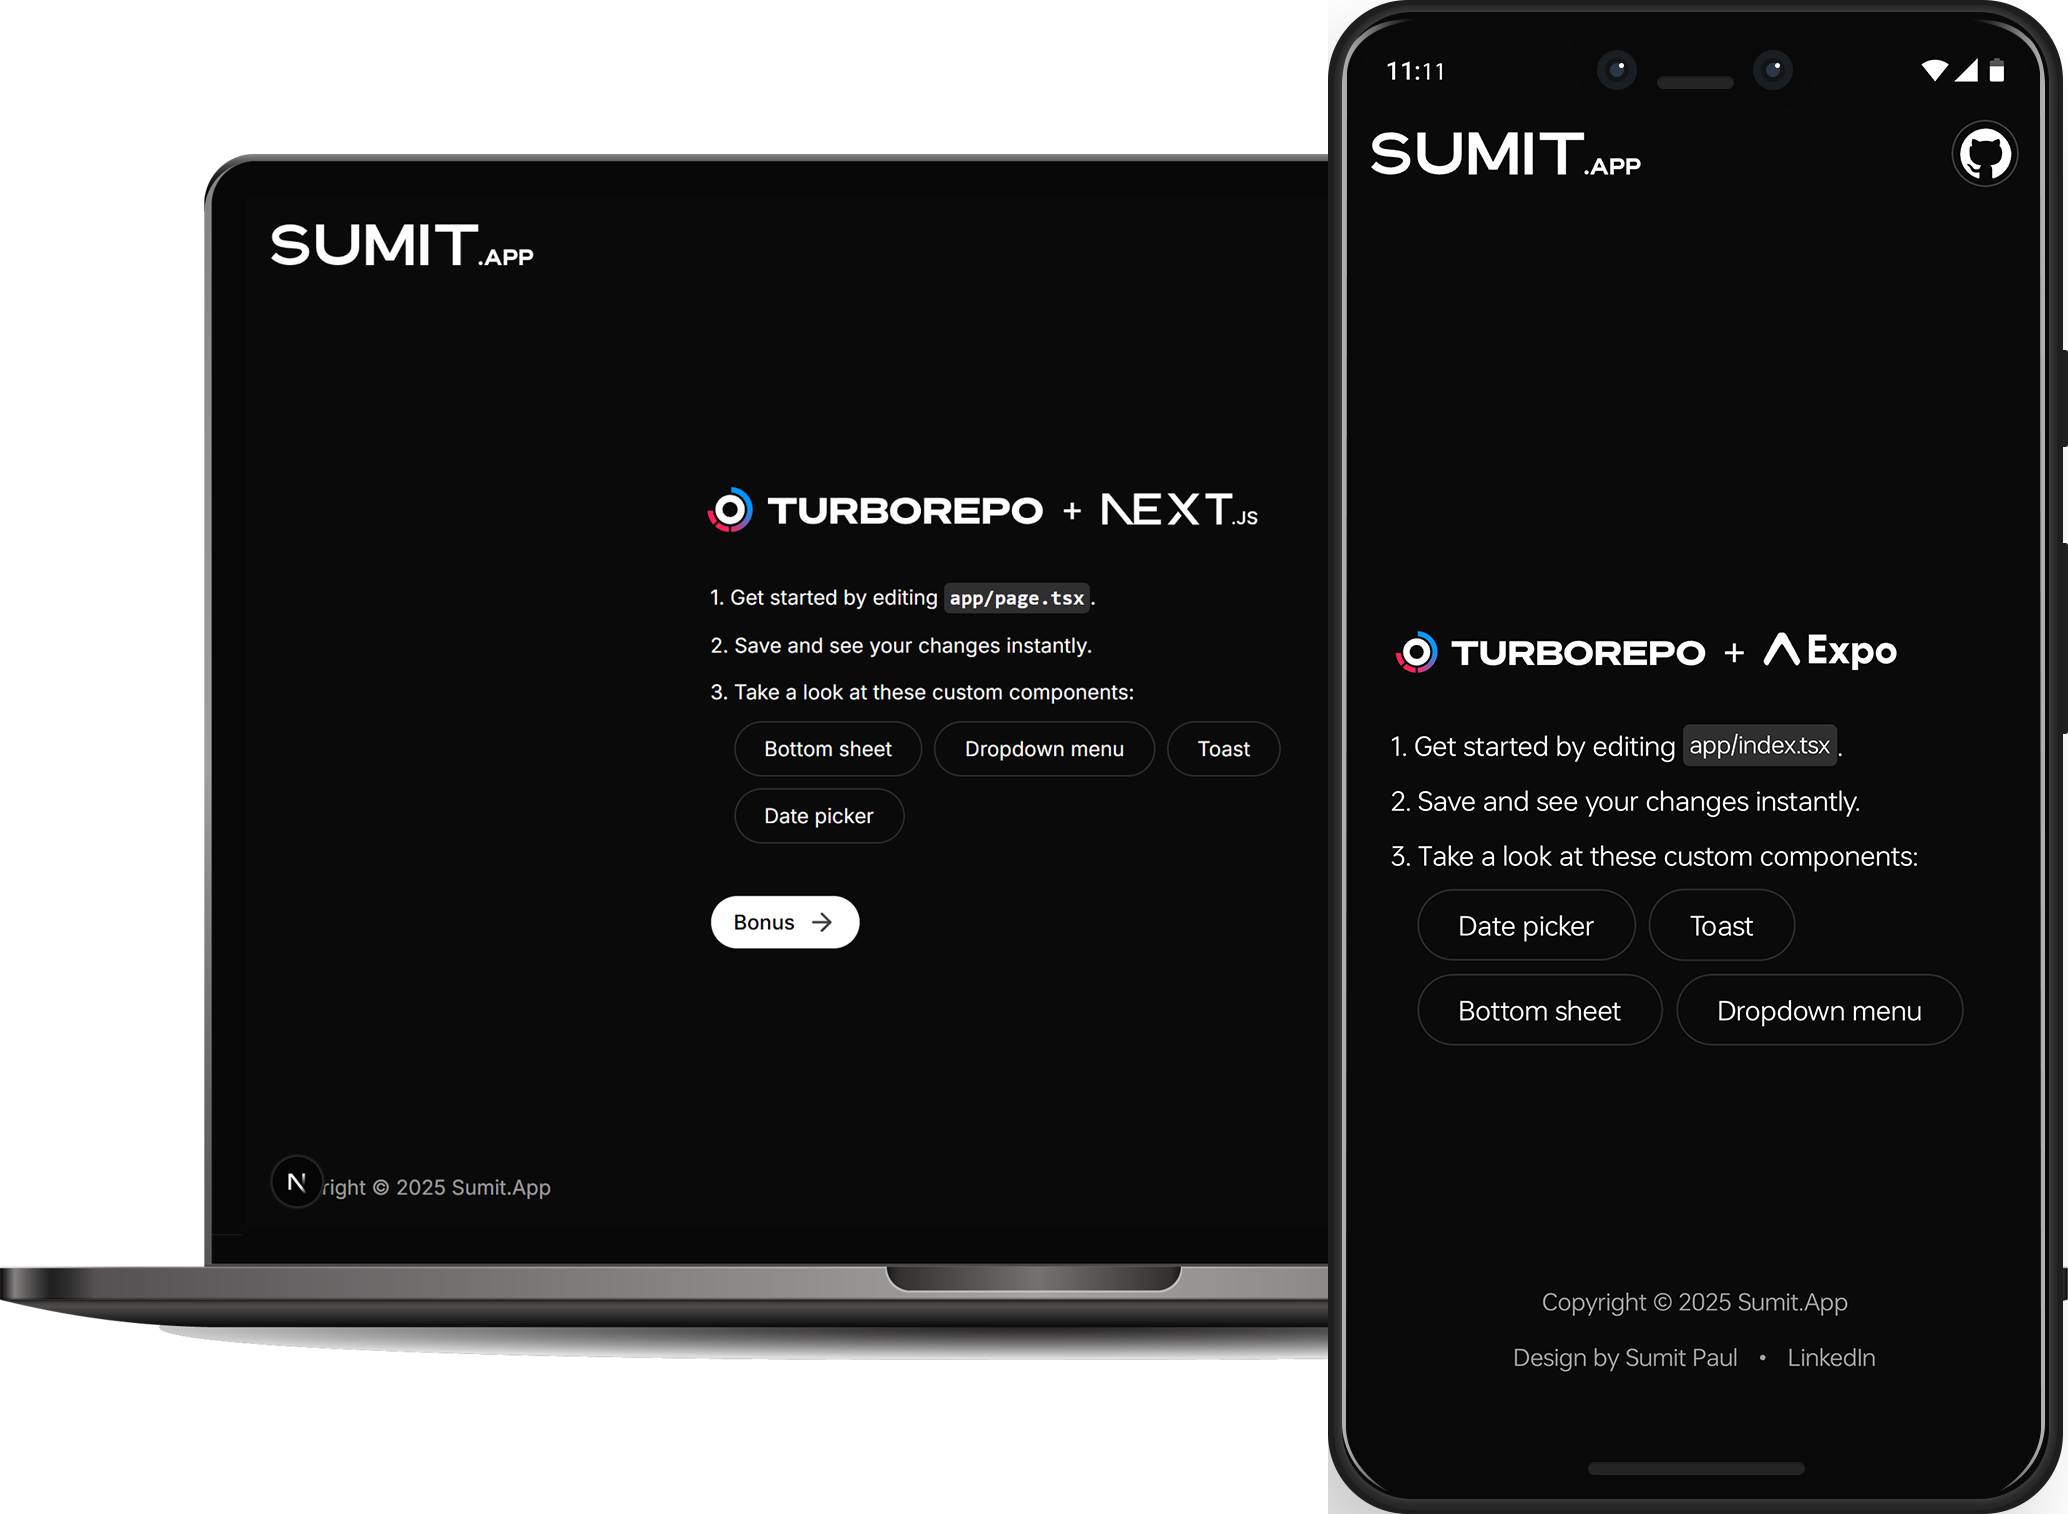 SUMIT.APP
TURBOREPO + NEXT.JS
1. Get started by editing app/page.tsx.
2. Save and see your changes instantly.
3. Take a look at these custom components:
Bottom sheet Dropdown menu Toast
Date picker
Bonus →
N right © 2025 Sumit.App
11:11
SUMIT.APP
TURBOREPO + Expo
1. Get started by editing app/index.tsx.
2. Save and see your changes instantly.
3. Take a look at these custom components:
Date picker Toast
Bottom sheet Dropdown menu
Copyright © 2025 Sumit.App
Design by Sumit Paul • LinkedIn